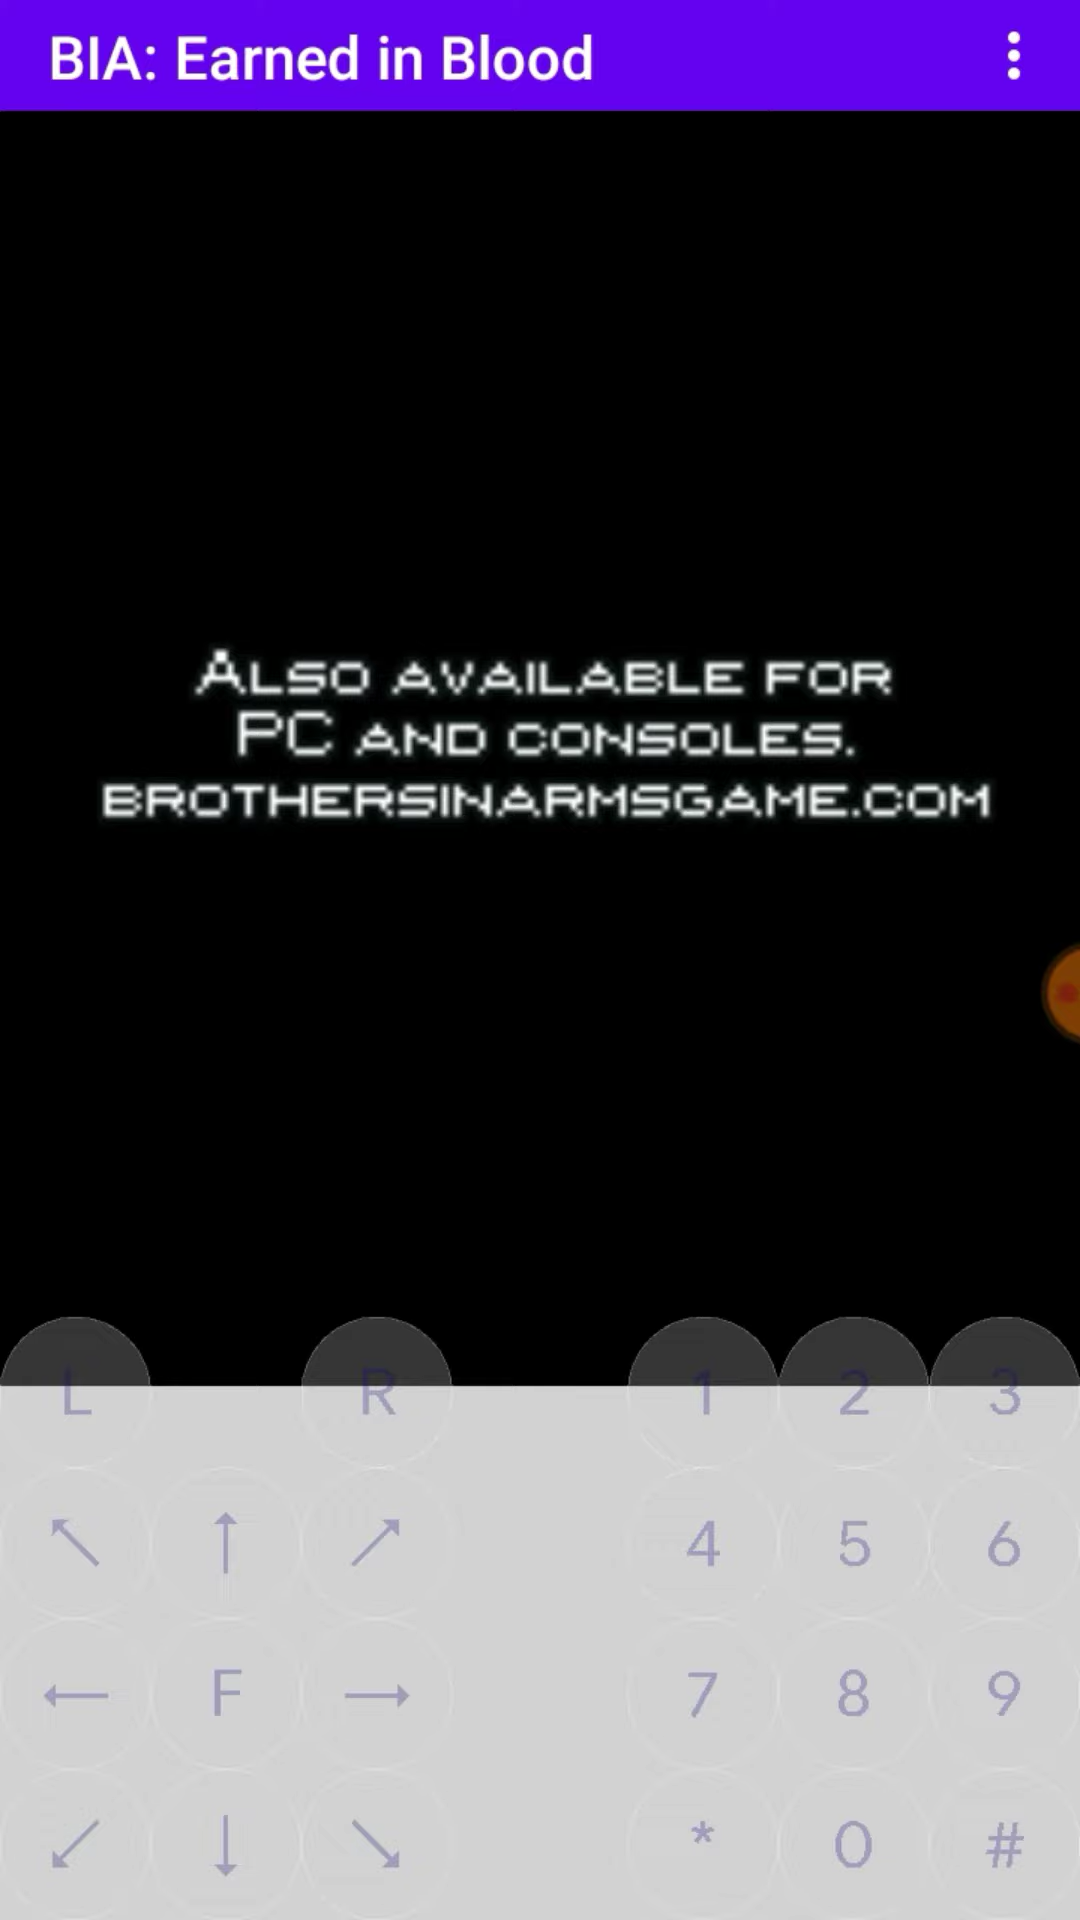 BIA: Earned in Blood
Also available for
PC and consoles.
brothersinarmsgame.com
L R 1 2 3
↖ ↑ ↗ 4 5 6
← F → 7 8 9
↙ ↓ ↘ * 0 #